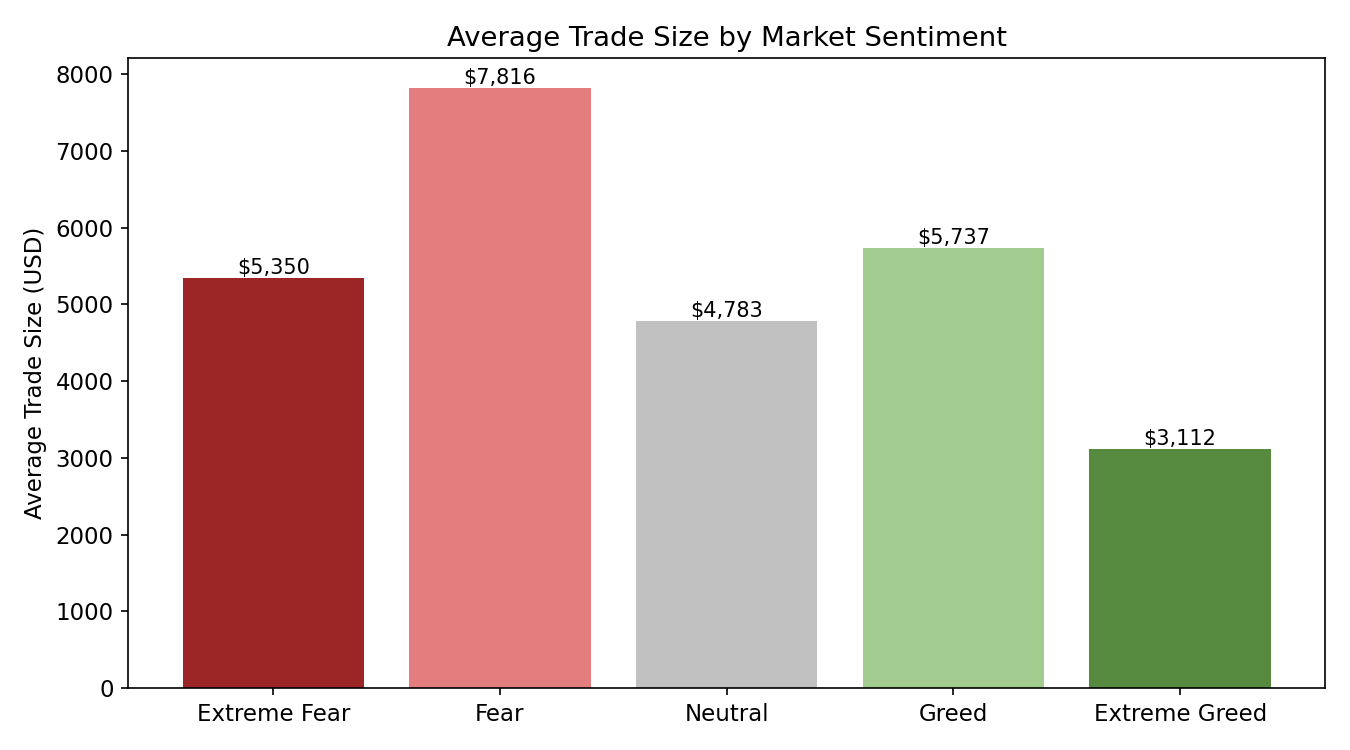 Average Trade Size by Market Sentiment
Average Trade Size (USD)
8000
7000
6000
5000
4000
3000
2000
1000
0
$5,350
$7,816
$4,783
$5,737
$3,112
Extreme Fear
Fear
Neutral
Greed
Extreme Greed